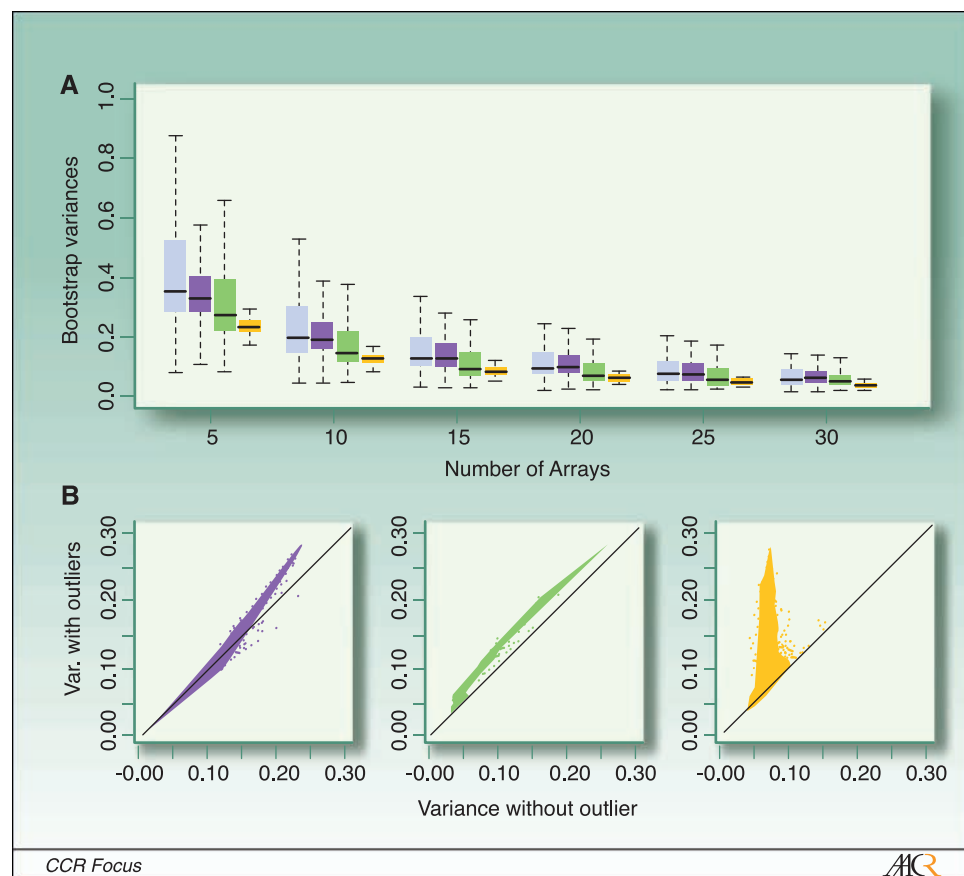 A
Bootstrap variances
1.0
0.8
0.6
0.4
0.2
0.0
5 10 15 20 25 30
Number of Arrays
B
Var. with outliers
0.30
0.20
0.10
0.00
-0.00 0.10 0.20 0.30
0.30
0.20
0.10
0.00
-0.00 0.10 0.20 0.30
0.30
0.20
0.10
0.00
-0.00 0.10 0.20 0.30
Variance without outlier
CCR Focus
AACR